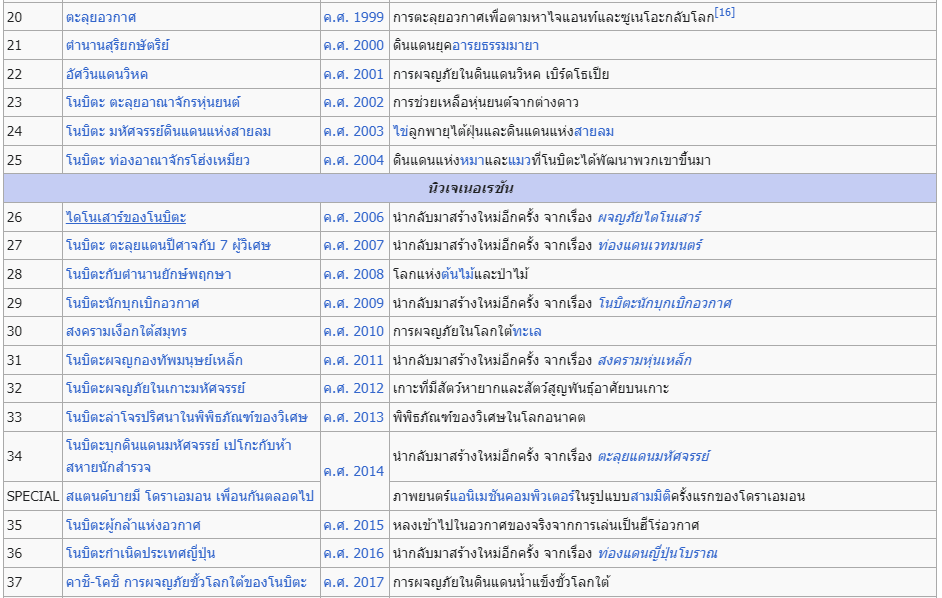 20 ตะลุยอวกาศ ค.ศ. 1999 การตะลุยอวกาศเพื่อตามหาไจแอนท์และซูเนโอะกลับโลก[16]
21 ตำนานสุริยกษัตริย์ ค.ศ. 2000 ดินแดนยุคอารยธรรมมายา
22 อัศวินแดนวิหค ค.ศ. 2001 การผจญภัยในดินแดนวิหค เบิร์ดโธเปีย
23 โนบิตะ ตะลุยอาณาจักรหุ่นยนต์ ค.ศ. 2002 การช่วยเหลือหุ่นยนต์จากต่างดาว
24 โนบิตะ มหัศจรรย์ดินแดนแห่งสายลม ค.ศ. 2003 ไข่ลูกพายุไต้ฝุ่นและดินแดนแห่งสายลม
25 โนบิตะ ท่องอาณาจักรโฮ่งเหมียว ค.ศ. 2004 ดินแดนแห่งหมาและแมวที่โนบิตะได้พัฒนาพวกเขาขึ้นมา
นิวเจเนอเรชัน
26 ไดโนเสาร์ของโนบิตะ ค.ศ. 2006 นำกลับมาสร้างใหม่อีกครั้ง จากเรื่อง ผจญภัยไดโนเสาร์
27 โนบิตะ ตะลุยแดนปีศาจกับ 7 ผู้วิเศษ ค.ศ. 2007 นำกลับมาสร้างใหม่อีกครั้ง จากเรื่อง ท่องแดนเวทมนตร์
28 โนบิตะกับตำนานยักษ์พฤกษา ค.ศ. 2008 โลกแห่งต้นไม้และป่าไม้
29 โนบิตะนักบุกเบิกอวกาศ ค.ศ. 2009 นำกลับมาสร้างใหม่อีกครั้ง จากเรื่อง โนบิตะนักบุกเบิกอวกาศ
30 สงครามเงือกใต้สมุทร ค.ศ. 2010 การผจญภัยในโลกใต้ทะเล
31 โนบิตะผจญกองทัพมนุษย์เหล็ก ค.ศ. 2011 นำกลับมาสร้างใหม่อีกครั้ง จากเรื่อง สงครามหุ่นเหล็ก
32 โนบิตะผจญภัยในเกาะมหัศจรรย์ ค.ศ. 2012 เกาะที่มีสัตว์หายากและสัตว์สูญพันธุ์อาศัยบนเกาะ
33 โนบิตะล่าโจรปริศนาในพิพิธภัณฑ์ของวิเศษ ค.ศ. 2013 พิพิธภัณฑ์ของวิเศษในโลกอนาคต
34 โนบิตะบุกดินแดนมหัศจรรย์ เปโกะกับห้า
สหายนักสำรวจ ค.ศ. 2014 นำกลับมาสร้างใหม่อีกครั้ง จากเรื่อง ตะลุยแดนมหัศจรรย์
SPECIAL สแตนด์บายมี โดราเอมอน เพื่อนกันตลอดไป ภาพยนตร์แอนิเมชันคอมพิวเตอร์ในรูปแบบสามมิติครั้งแรกของโดราเอมอน
35 โนบิตะผู้กล้าแห่งอวกาศ ค.ศ. 2015 หลงเข้าไปในอวกาศของจริงจากการเล่นเป็นฮีโร่อวกาศ
36 โนบิตะกำเนิดประเทศญี่ปุ่น ค.ศ. 2016 นำกลับมาสร้างใหม่อีกครั้ง จากเรื่อง ท่องแดนญี่ปุ่นโบราณ
37 คาชิ-โคชิ การผจญภัยขั้วโลกใต้ของโนบิตะ ค.ศ. 2017 การผจญภัยในดินแดนน้ำแข็งขั้วโลกใต้